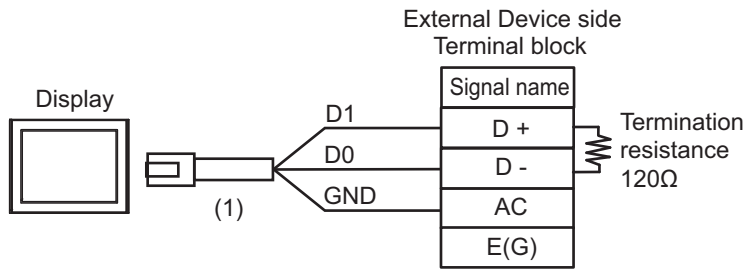 External Device side
Terminal block
Signal name
Display
D1
D +
Termination
resistance
120Ω
D0
D -
(1)
GND
AC
E(G)